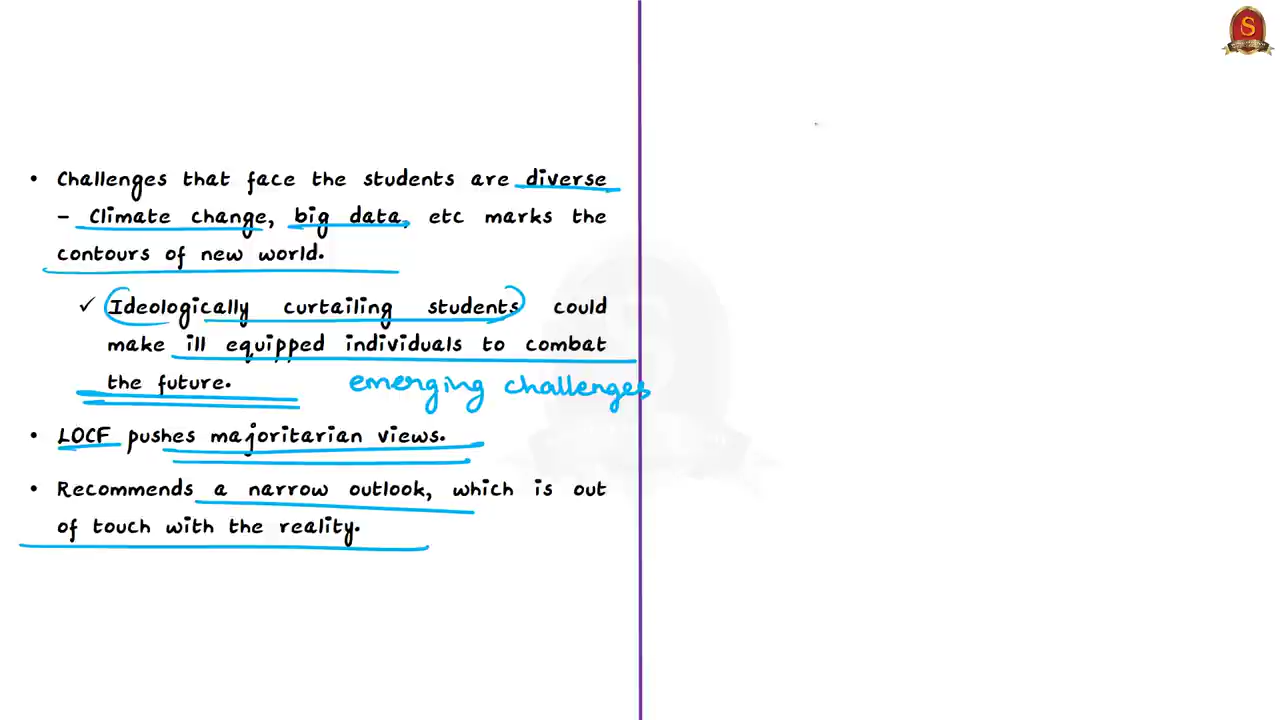 • Challenges that face the students are diverse
- Climate change, big data, etc marks the
contours of new world.
✓ Ideologically curtailing students could
make ill equipped individuals to combat
the future.
emerging challenges
• LOCF pushes majoritarian views.
• Recommends a narrow outlook, which is out
of touch with the reality.
S